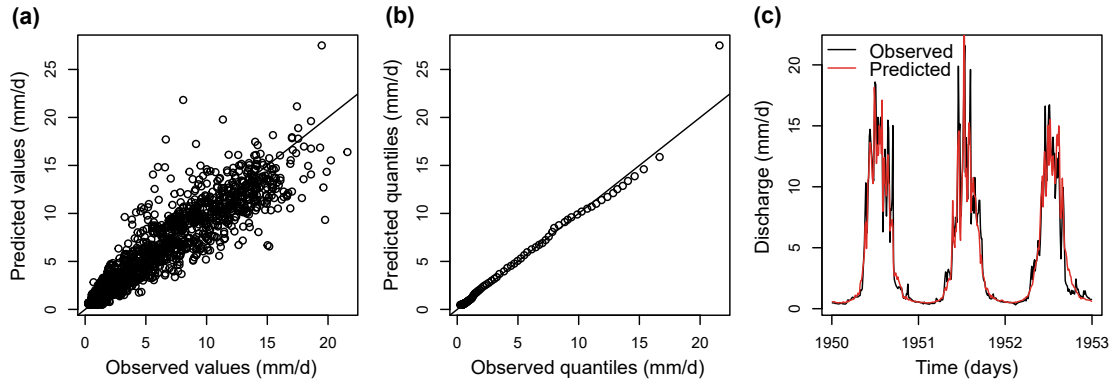 (a)
Predicted values (mm/d)
25
20
15
10
5
0
0 5 10 15 20
Observed values (mm/d)
(b)
Predicted quantiles (mm/d)
25
20
15
10
5
0
0 5 10 15 20
Observed quantiles (mm/d)
(c)
Observed
Predicted
Discharge (mm/d)
20
15
10
5
0
1950 1951 1952 1953
Time (days)